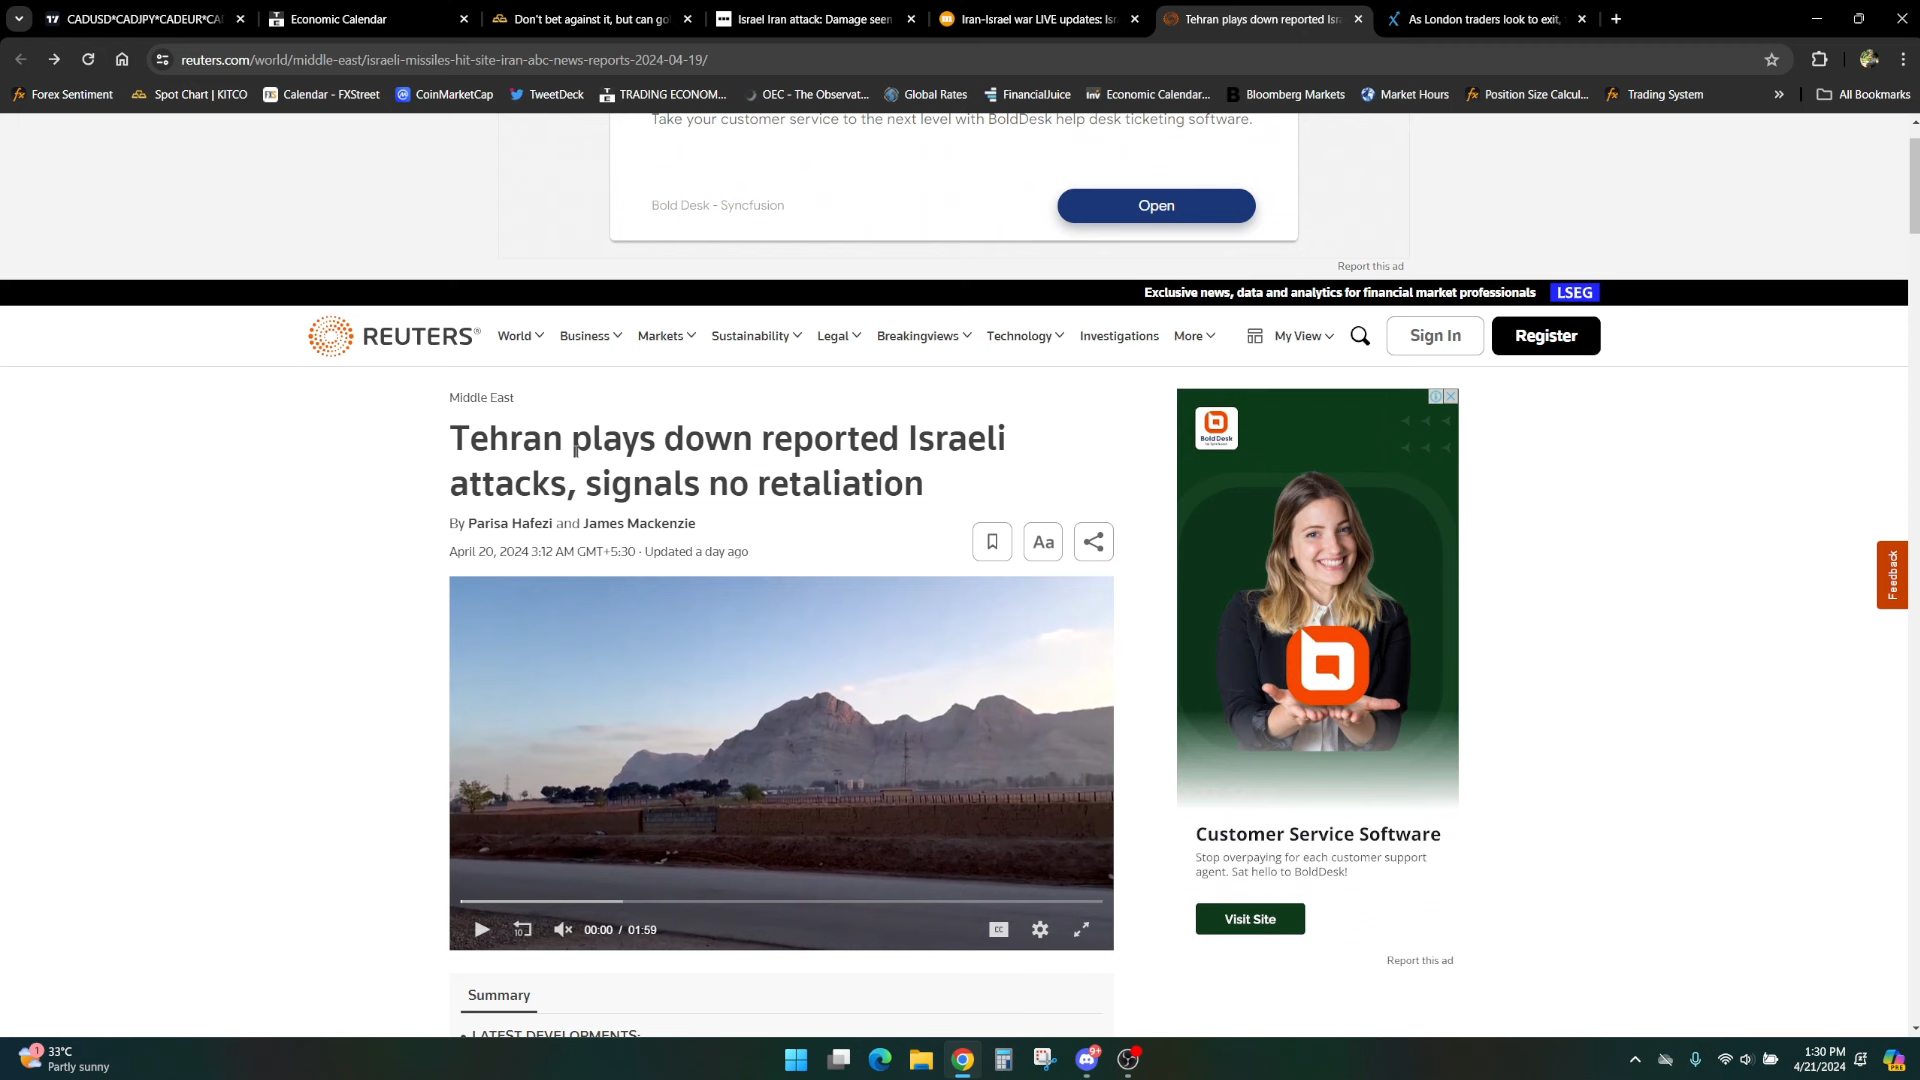 CADUSD*CADJPY*CADEUR*CA
Economic Calendar
Don't bet against it, but can go
Israel Iran attack: Damage seen
Iran-Israel war LIVE updates: Isr
Tehran plays down reported Isra
As London traders look to exit,
reuters.com/world/middle-east/israeli-missiles-hit-site-iran-abc-news-reports-2024-04-19/
Forex Sentiment
Spot Chart | KITCO
Calendar - FXStreet
CoinMarketCap
TweetDeck
TRADING ECONOM...
OEC - The Observat...
Global Rates
FinancialJuice
Economic Calendar...
Bloomberg Markets
Market Hours
Position Size Calcul...
Trading System
»
All Bookmarks
Take your customer service to the next level with BoldDesk help desk ticketing software.
Bold Desk - Syncfusion
Open
Report this ad
Exclusive news, data and analytics for financial market professionals
LSEG
REUTERS®
World
Business
Markets
Sustainability
Legal
Breakingviews
Technology
Investigations
More
My View
Sign In
Register
Middle East
Tehran plays down reported Israeli
attacks, signals no retaliation
By Parisa Hafezi and James Mackenzie
April 20, 2024 3:12 AM GMT+5:30 · Updated a day ago
Aa
Bold Desk
Feedback
10
00:00 / 01:59
CC
Customer Service Software
Stop overpaying for each customer support
agent. Sat hello to BoldDesk!
Visit Site
Report this ad
Summary
LATEST DEVELOPMENTS:
1
33°C
Partly sunny
9+
1:30 PM
4/21/2024
PRE